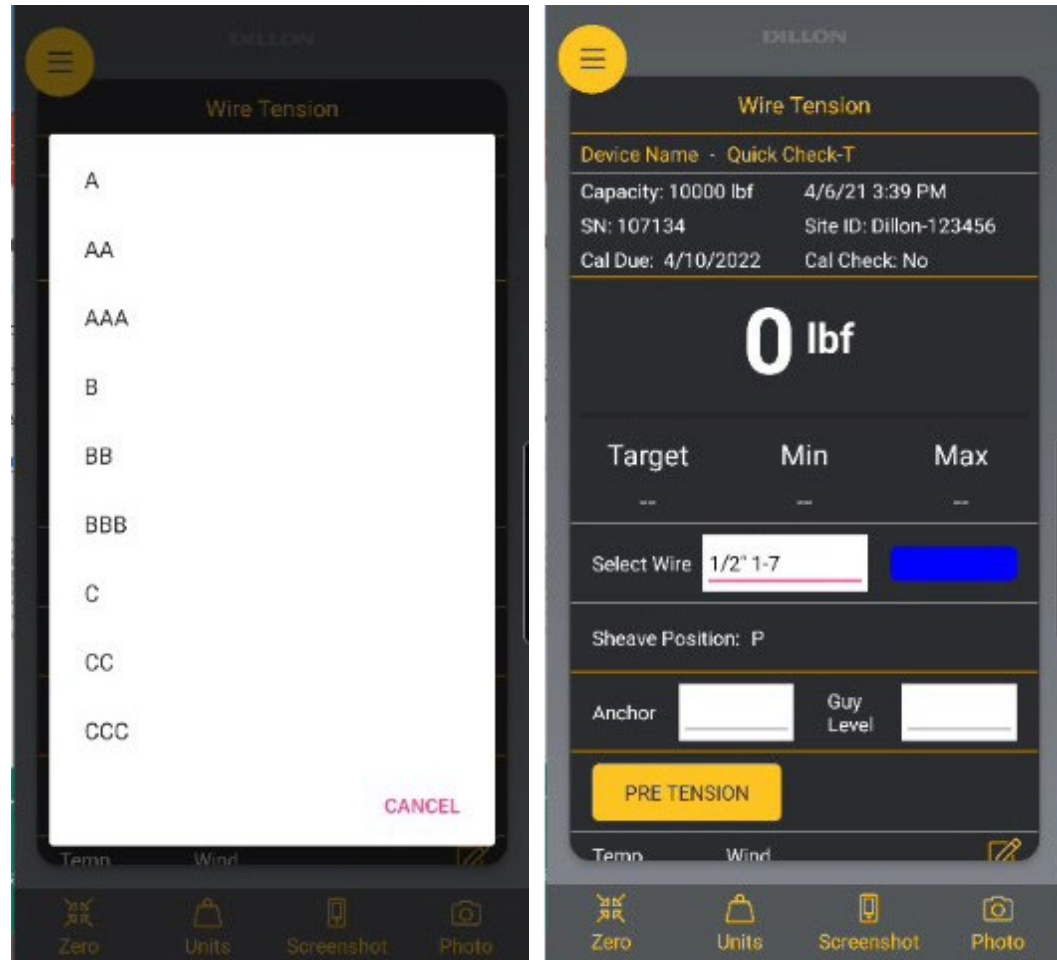 DILLON
Wire Tension
A
AA
AAA
B
BB
BBB
C
CC
CCC
CANCEL
Temp Wind
Zero Units Screenshot Photo
DILLON
Wire Tension
Device Name - Quick Check-T
Capacity: 10000 lbf 4/6/21 3:39 PM
SN: 107134 Site ID: Dillon-123456
Cal Due: 4/10/2022 Cal Check: No
0 lbf
Target Min Max
-- -- --
Select Wire 1/2" 1-7
Sheave Position: P
Anchor Guy Level
PRE TENSION
Temp Wind
Zero Units Screenshot Photo